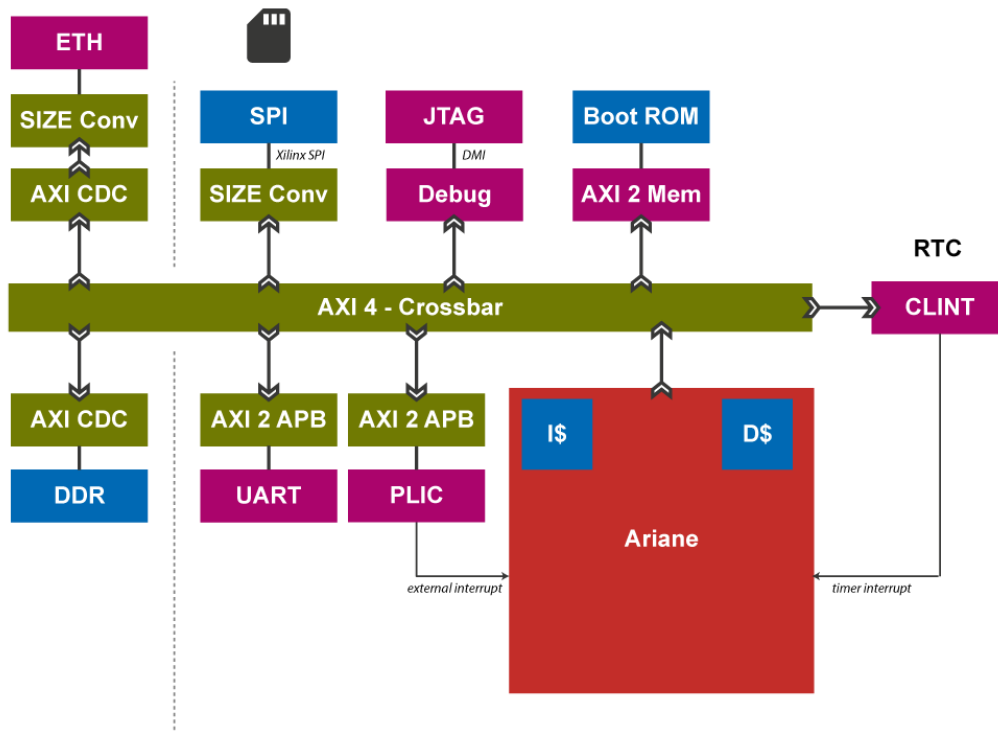 ETH
SIZE Conv
AXI CDC
SPI
Xilinx SPI
SIZE Conv
JTAG
DMI
Debug
Boot ROM
AXI 2 Mem
RTC
CLINT
AXI 4 - Crossbar
AXI CDC
DDR
AXI 2 APB
UART
AXI 2 APB
PLIC
I$
D$
Ariane
external interrupt
timer interrupt